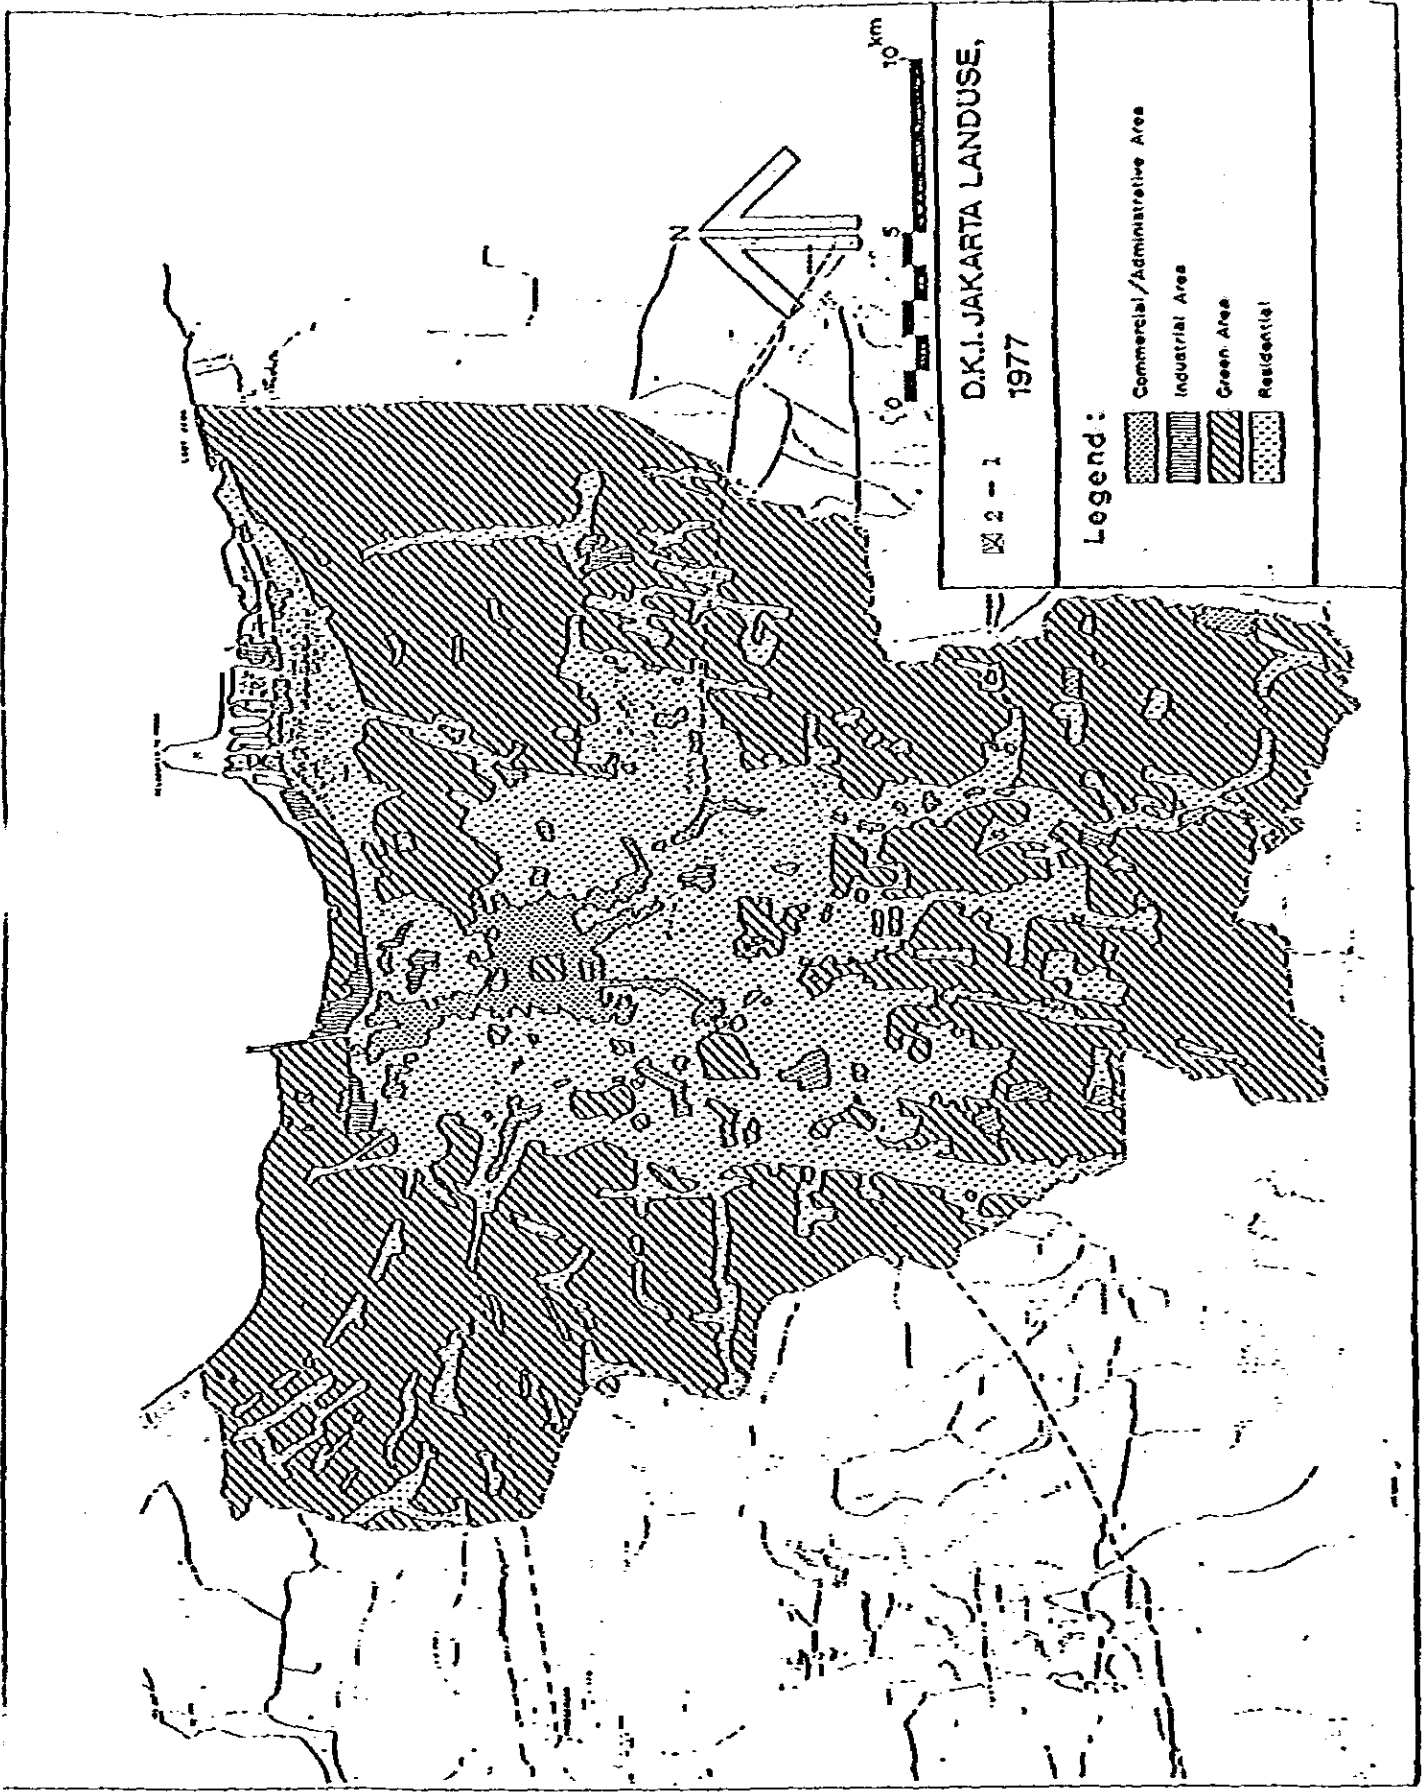 N
0
5
10
km
図 2 - 1
D.K.I. JAKARTA LANDUSE,
1977
Legend :
Commercial/Administrative Area
Industrial Area
Green Area
Residential